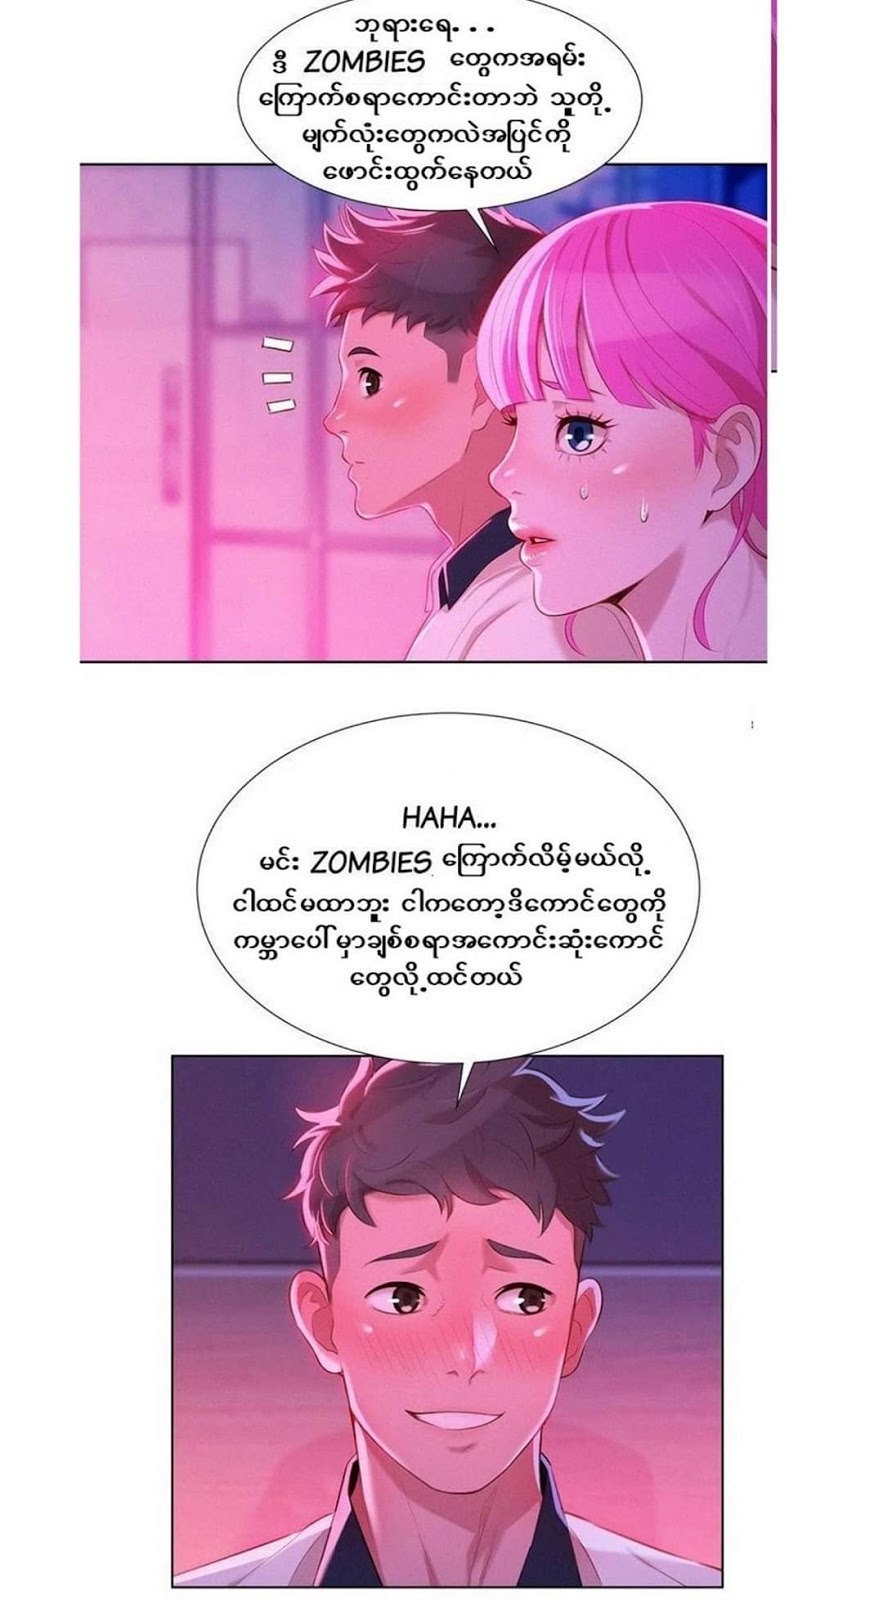 ဘုရားရေ. . .
ဒီ ZOMBIES တွေကအရမ်း
ကြောက်စရာကောင်းတာဘဲ သူတို့
မျက်လုံးတွေကလဲအပြင်ကို
ဖောင်းထွက်နေတယ်
HAHA...
မင်း ZOMBIES ကြောက်လိမ့်မယ်လို့
ငါထင်မထာဘူး ငါကတော့ဒီကောင်တွေကို
ကမ္ဘာပေါ်မှာချစ်စရာအကောင်းဆုံးကောင်
တွေလို့ထင်တယ်